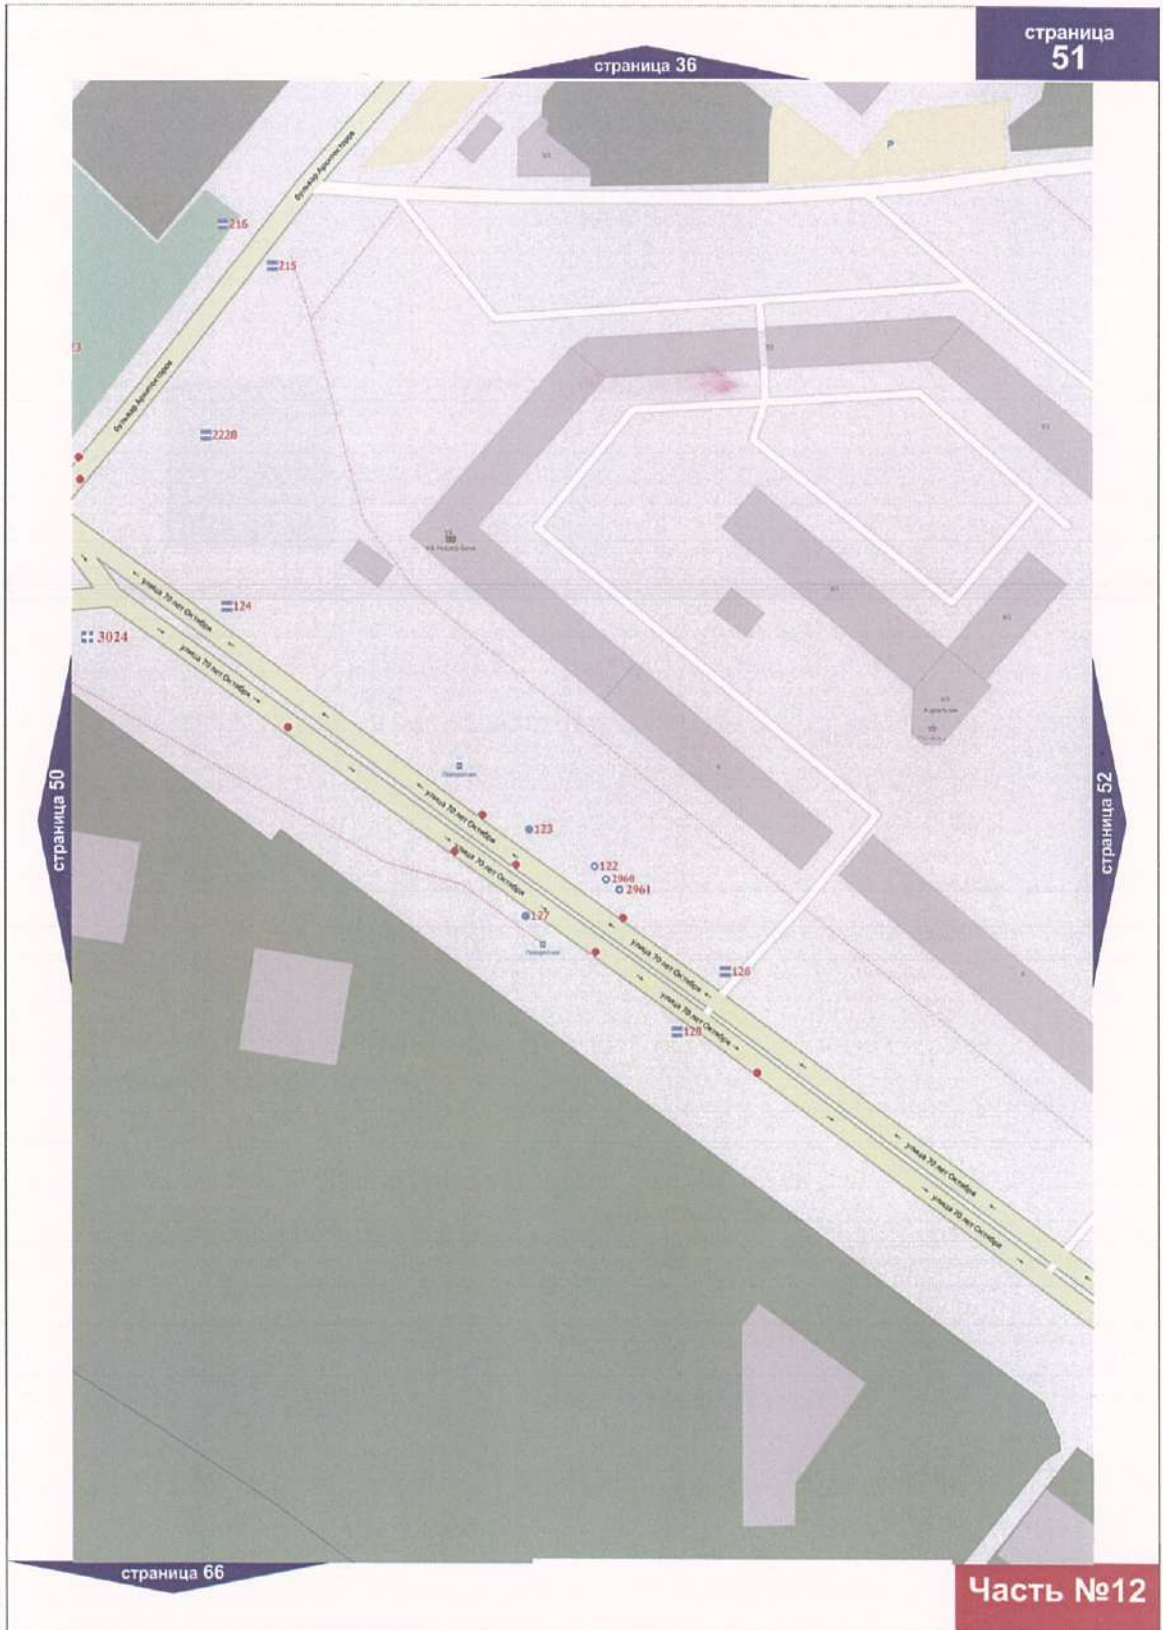 страница
51
страница 36
P
бульвар Архитекторов
216
215
бульвар Архитекторов
2228
улица 70 лет Октября
124
3024
улица 70 лет Октября
страница 50
страница 52
улица 70 лет Октября
123
улица 70 лет Октября
122
2960
2961
127
улица 70 лет Октября
126
улица 70 лет Октября
128
улица 70 лет Октября
улица 70 лет Октября
страница 66
Часть №12